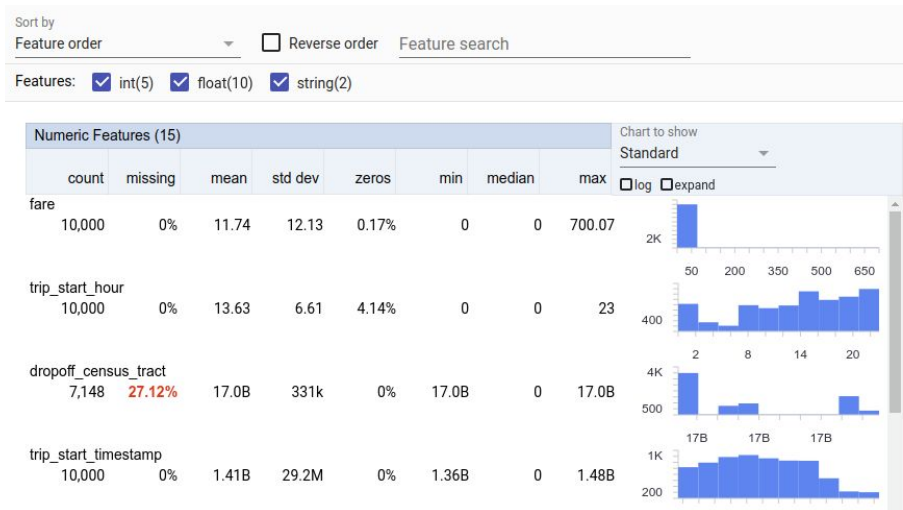 Sort by
Feature order
Reverse order
Feature search
Features: int(5) float(10) string(2)
Numeric Features (15)
Chart to show
Standard
count missing mean std dev zeros min median max
log expand
fare
10,000 0% 11.74 12.13 0.17% 0 0 700.07
2K
50 200 350 500 650
trip_start_hour
10,000 0% 13.63 6.61 4.14% 0 0 23
400
2 8 14 20
dropoff_census_tract
4K
7,148 27.12% 17.0B 331k 0% 17.0B 0 17.0B
500
17B 17B 17B
trip_start_timestamp
1K
10,000 0% 1.41B 29.2M 0% 1.36B 0 1.48B
200